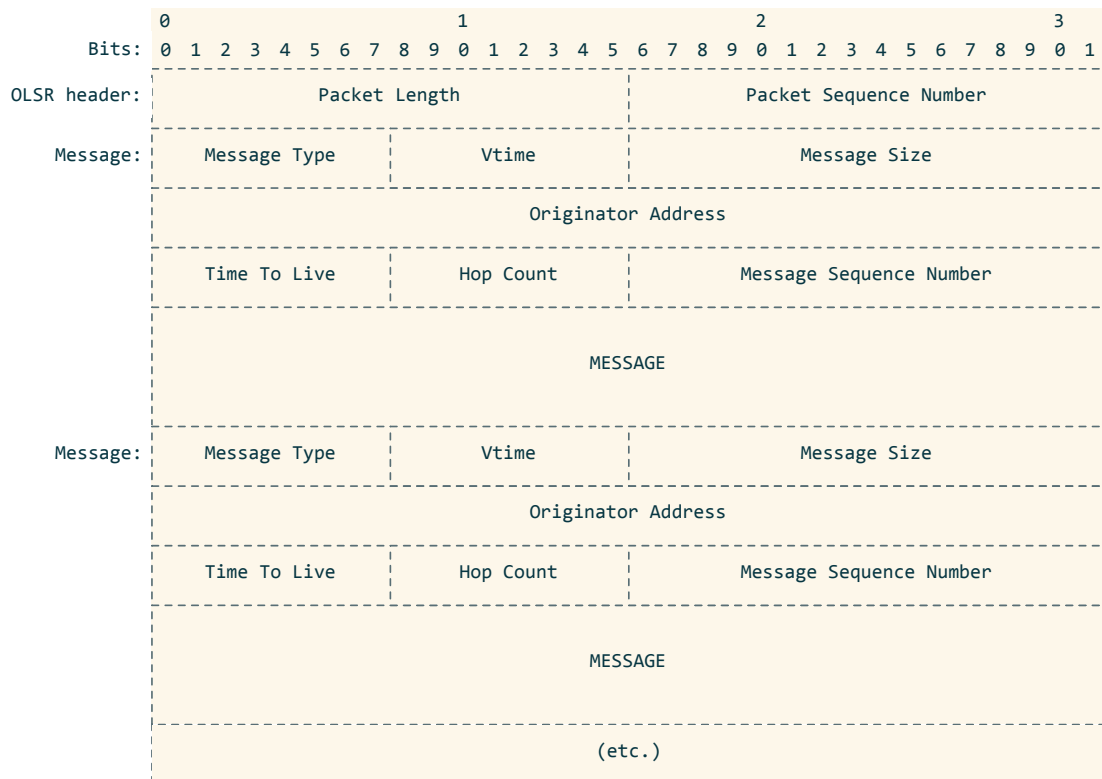 0 1 2 3
Bits: 0 1 2 3 4 5 6 7 8 9 0 1 2 3 4 5 6 7 8 9 0 1 2 3 4 5 6 7 8 9 0 1
OLSR header: Packet Length Packet Sequence Number
Message: Message Type Vtime Message Size
Originator Address
Time To Live Hop Count Message Sequence Number
MESSAGE
Message: Message Type Vtime Message Size
Originator Address
Time To Live Hop Count Message Sequence Number
MESSAGE
(etc.)